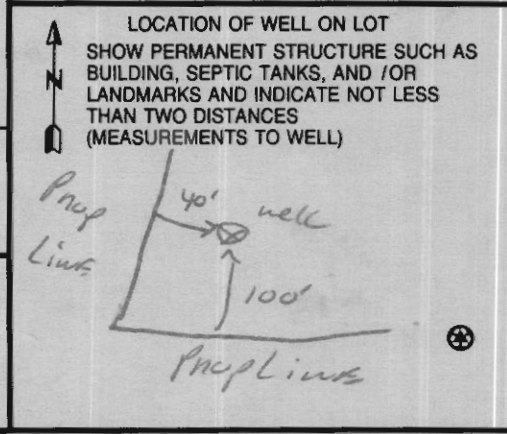 LOCATION OF WELL ON LOT
SHOW PERMANENT STRUCTURE SUCH AS
BUILDING, SEPTIC TANKS, AND /OR
LANDMARKS AND INDICATE NOT LESS
THAN TWO DISTANCES
(MEASUREMENTS TO WELL)
N
Prop
Line
40'
well
100'
Prop Line